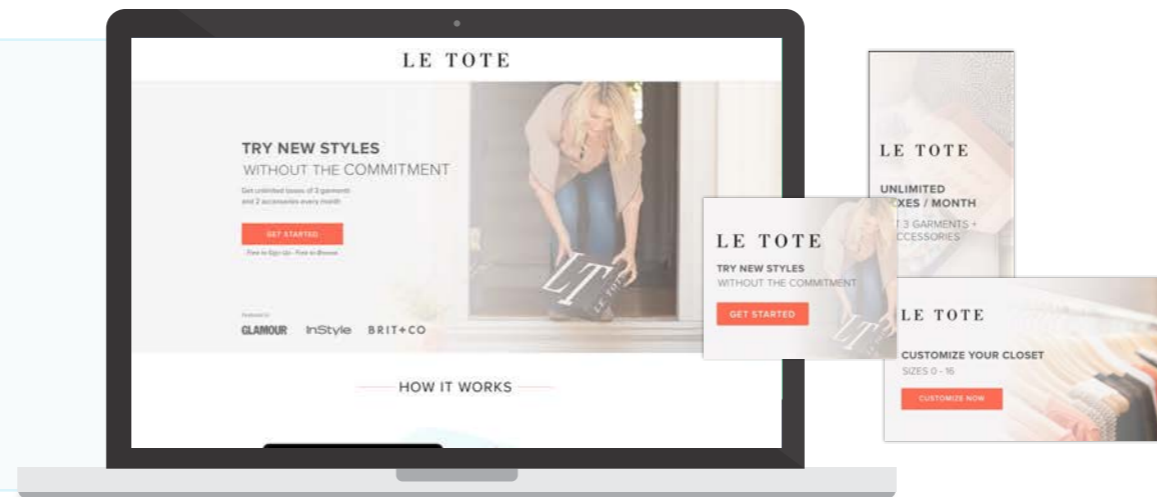 LE TOTE
TRY NEW STYLES
WITHOUT THE COMMITMENT
Get unlimited boxes of 3 garments
and 2 accessories every month
GET STARTED
Free to Sign Up · Free to Browse
Featured in
GLAMOUR InStyle BRIT+CO
HOW IT WORKS
LE TOTE
TRY NEW STYLES
WITHOUT THE COMMITMENT
GET STARTED
LT
LE TOTE
UNLIMITED
XES / MONTH
3 GARMENTS +
CCESSORIES
LE TOTE
CUSTOMIZE YOUR CLOSET
SIZES 0 - 16
CUSTOMIZE NOW